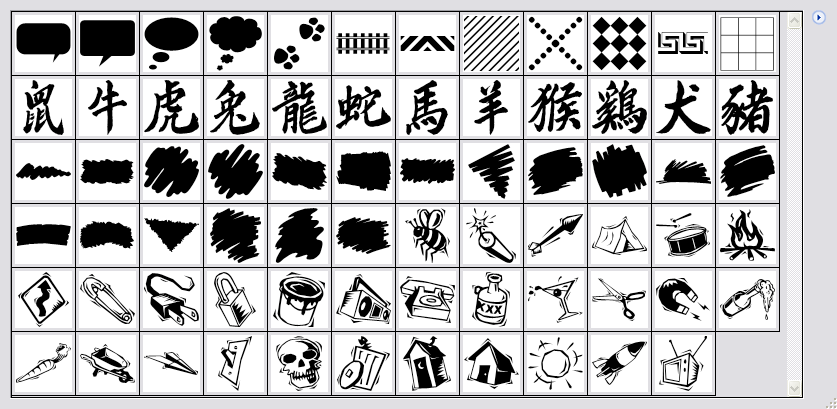 鼠 牛 虎 兔 龍 蛇 馬 羊 猴 鷄 犬 豬
XXX